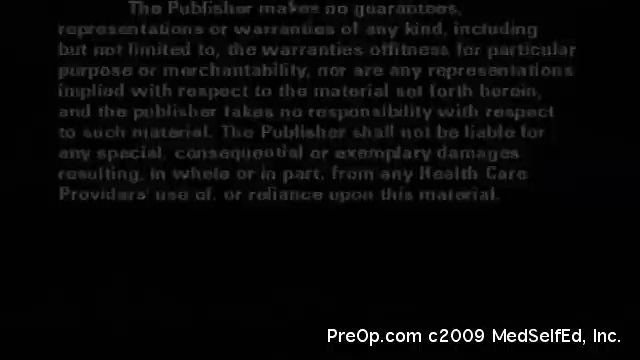 The Publisher makes no guarantees,
representations or warranties of any kind, including
but not limited to, the warranties offitness for particular
purpose or merchantability, nor are any representations
implied with respect to the material set forth herein,
and the publisher takes no responsibility with respect
to such material. The Publisher shall not be liable for
any special, consequential or exemplary damages
resulting, in whole or in part, from any Health Care
Providers' use of, or reliance upon this material.
PreOp.com c2009 MedSelfEd, Inc.